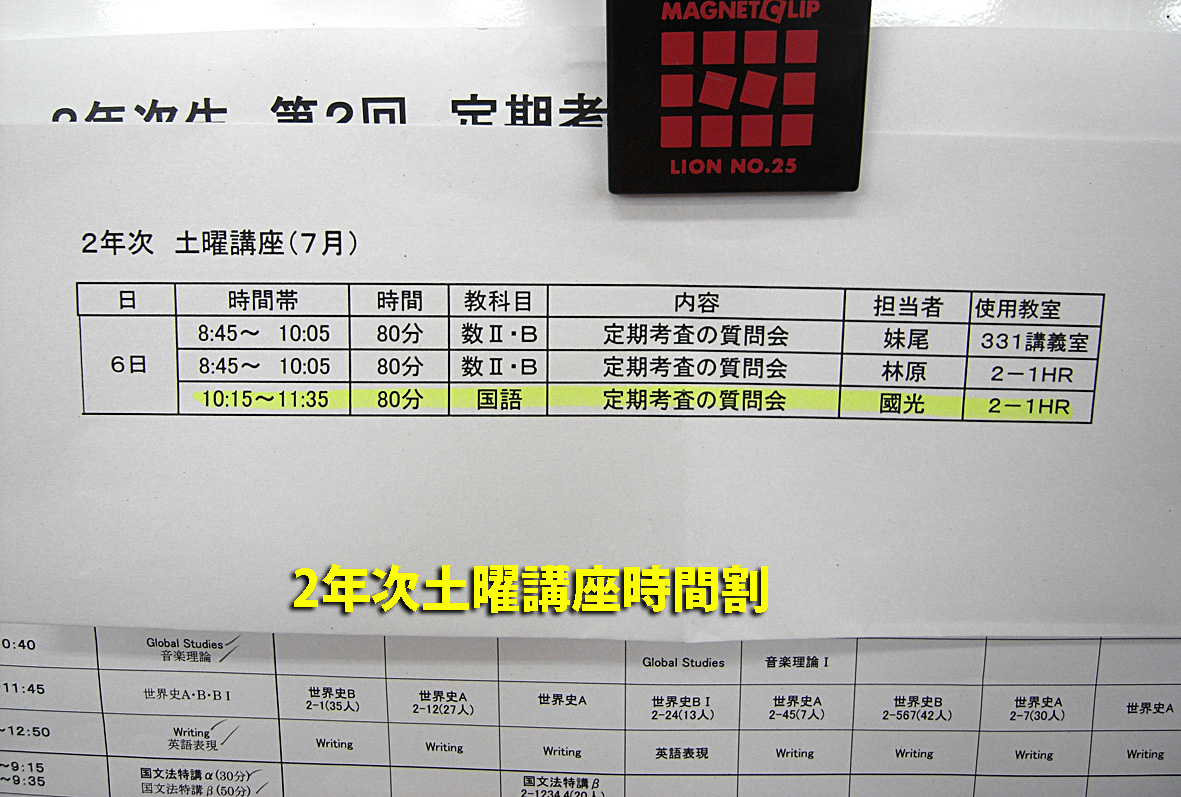 MAGNET CLIP
LION NO.25
2年次生 第2回 定期考
2年次 土曜講座(7月)
日 時間帯 時間 教科目 内容 担当者 使用教室
6日 8:45～ 10:05 80分 数Ⅱ・B 定期考査の質問会 妹尾 331講義室
8:45～ 10:05 80分 数Ⅱ・B 定期考査の質問会 林原 2－1HR
10:15～11:35 80分 国語 定期考査の質問会 國光 2－1HR
2年次土曜講座時間割
0:40 Global Studies Global Studies 音楽理論Ⅰ
音楽理論
11:45 世界史A・B・BⅠ 世界史B 世界史A 世界史A 世界史BⅠ 世界史A 世界史B 世界史A 世界史A
2-1(35人) 2-12(27人) 2-24(13人) 2-45(7人) 2-567(42人) 2-7(30人)
～12:50 Writing Writing Writing Writing 英語表現 Writing Writing Writing Writing
英語表現
～9:15 国文法特講α(30分) 国文法特講β
～9:35 国文法特講β(50分)